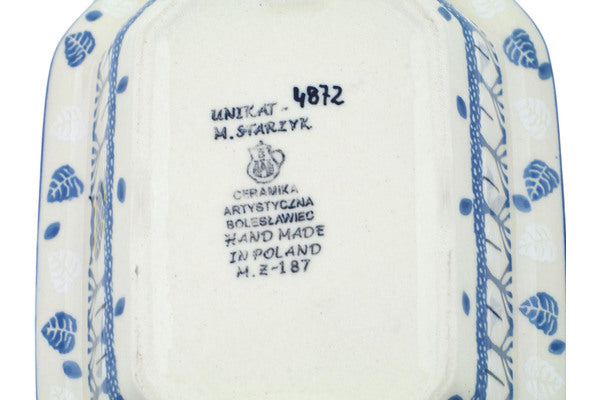 UNIKAT - 4872
M. STARZYK
CERAMIKA
ARTYSTYCZNA
BOLESŁAWIEC
HAND MADE
IN POLAND
M.Z-187